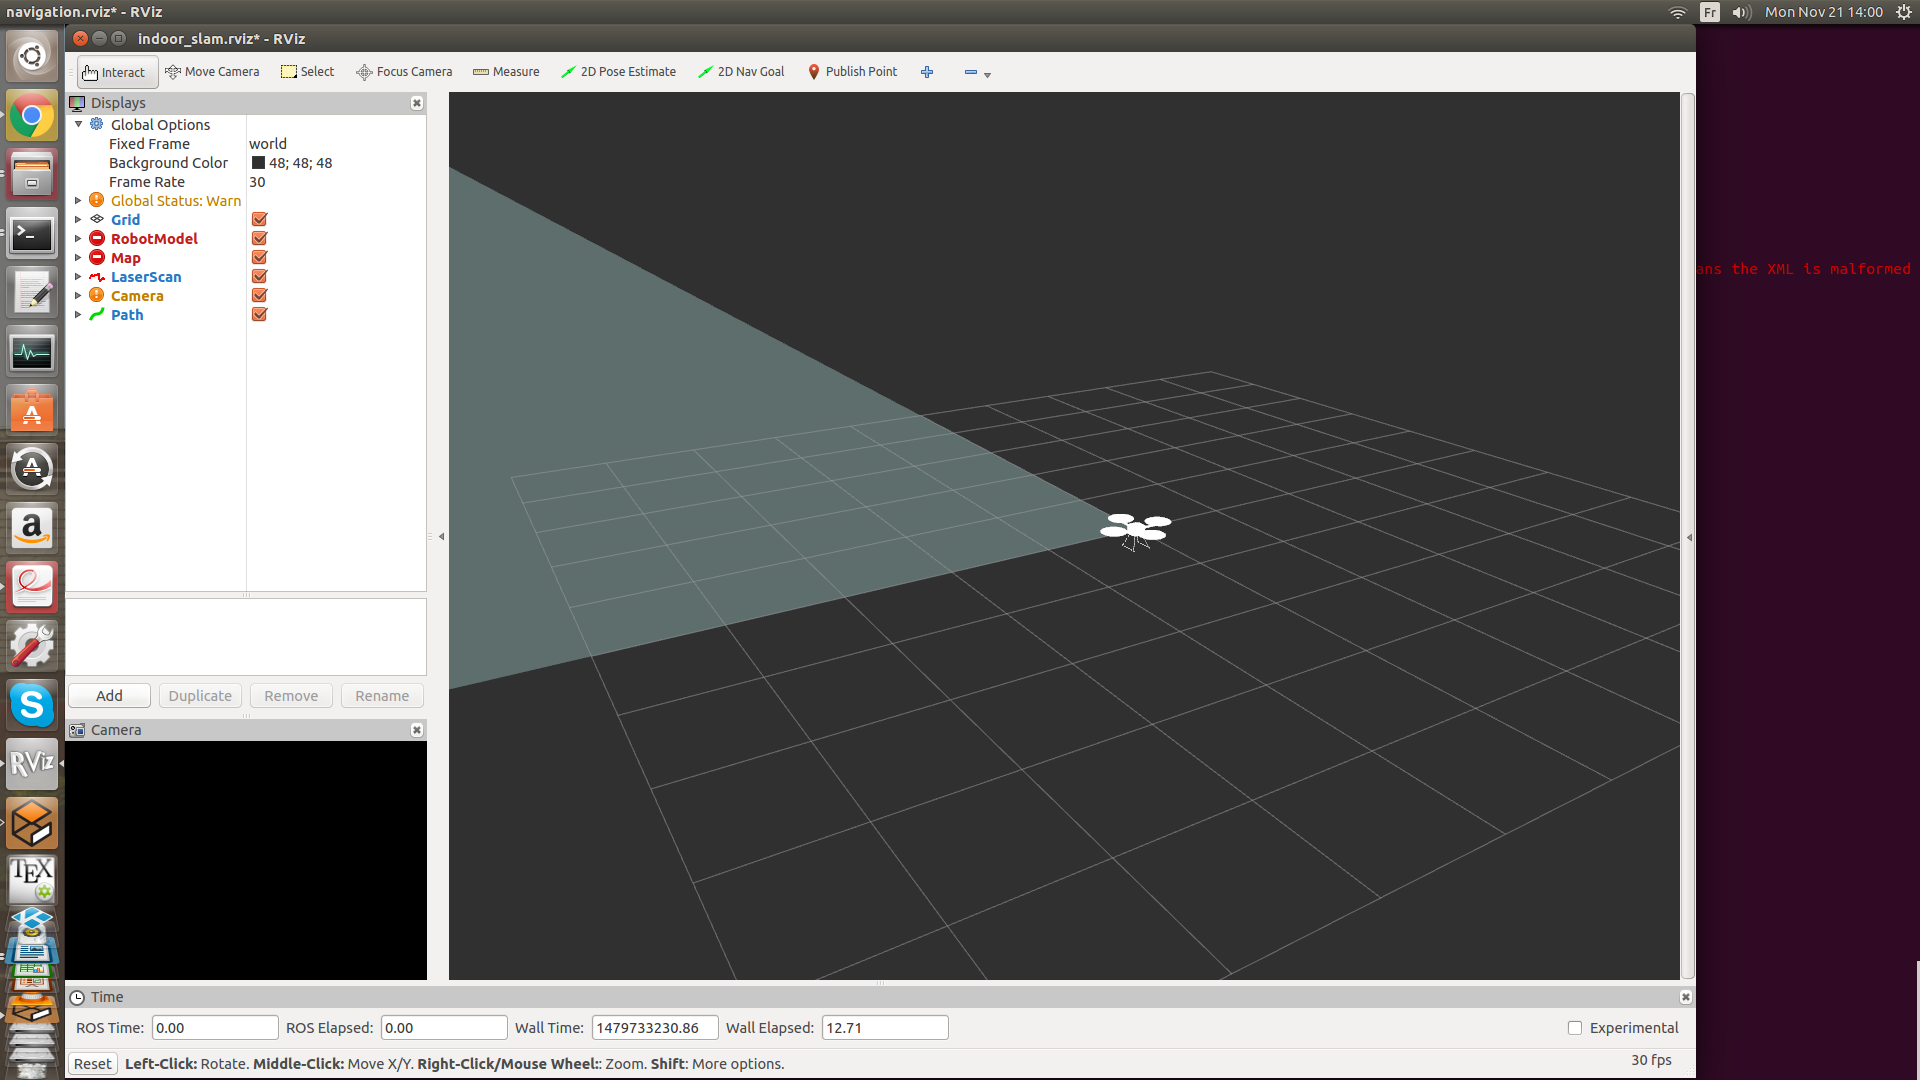 navigation.rviz* - RViz
Fr
Mon Nov 21 14:00
indoor_slam.rviz* - RViz
Interact
Move Camera
Select
Focus Camera
Measure
2D Pose Estimate
2D Nav Goal
Publish Point
Displays
Global Options
Fixed Frame world
Background Color 48; 48; 48
Frame Rate 30
Global Status: Warn
Grid
RobotModel
Map
LaserScan
Camera
Path
ans the XML is malformed
Add
Duplicate
Remove
Rename
Camera
a
S
RViz
TEX
Time
ROS Time: 0.00
ROS Elapsed: 0.00
Wall Time: 1479733230.86
Wall Elapsed: 12.71
Experimental
Reset
Left-Click: Rotate. Middle-Click: Move X/Y. Right-Click/Mouse Wheel:: Zoom. Shift: More options.
30 fps